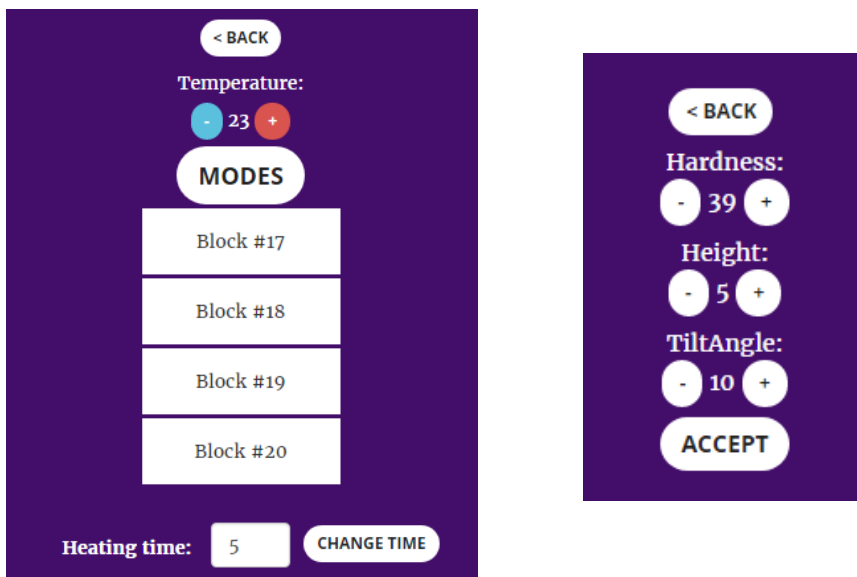 < BACK
Temperature:
- 23 +
MODES
Block #17
Block #18
Block #19
Block #20
Heating time: 5 CHANGE TIME
< BACK
Hardness:
- 39 +
Height:
- 5 +
TiltAngle:
- 10 +
ACCEPT